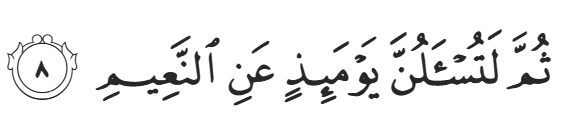 ثُمَّ لَتُسْـَٔلُنَّ يَوْمَئِذٍ عَنِ ٱلنَّعِيمِ ٨